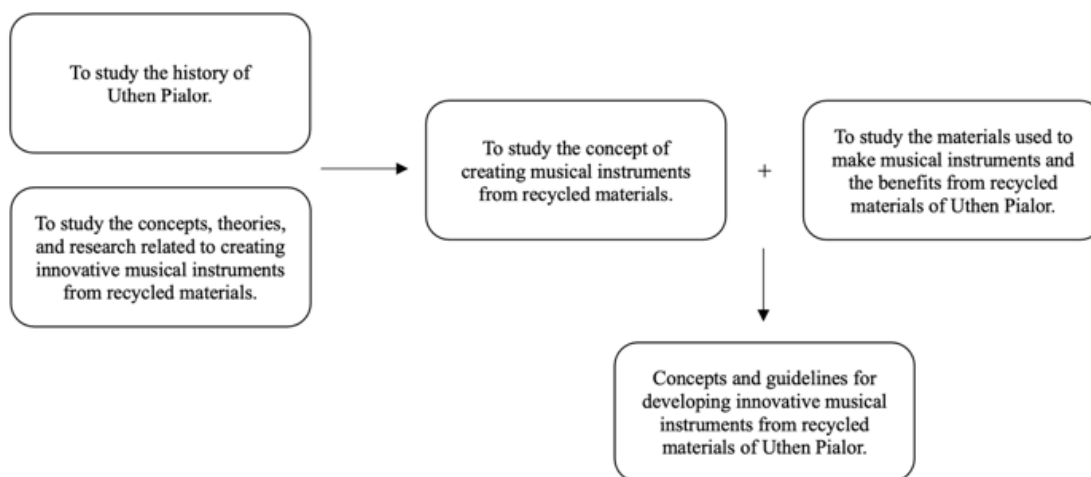 To study the history of
Uthen Pialor.
To study the concepts, theories,
and research related to creating
innovative musical instruments
from recycled materials.
To study the concept of
creating musical instruments
from recycled materials.
+
To study the materials used to
make musical instruments and
the benefits from recycled
materials of Uthen Pialor.
Concepts and guidelines for
developing innovative musical
instruments from recycled
materials of Uthen Pialor.